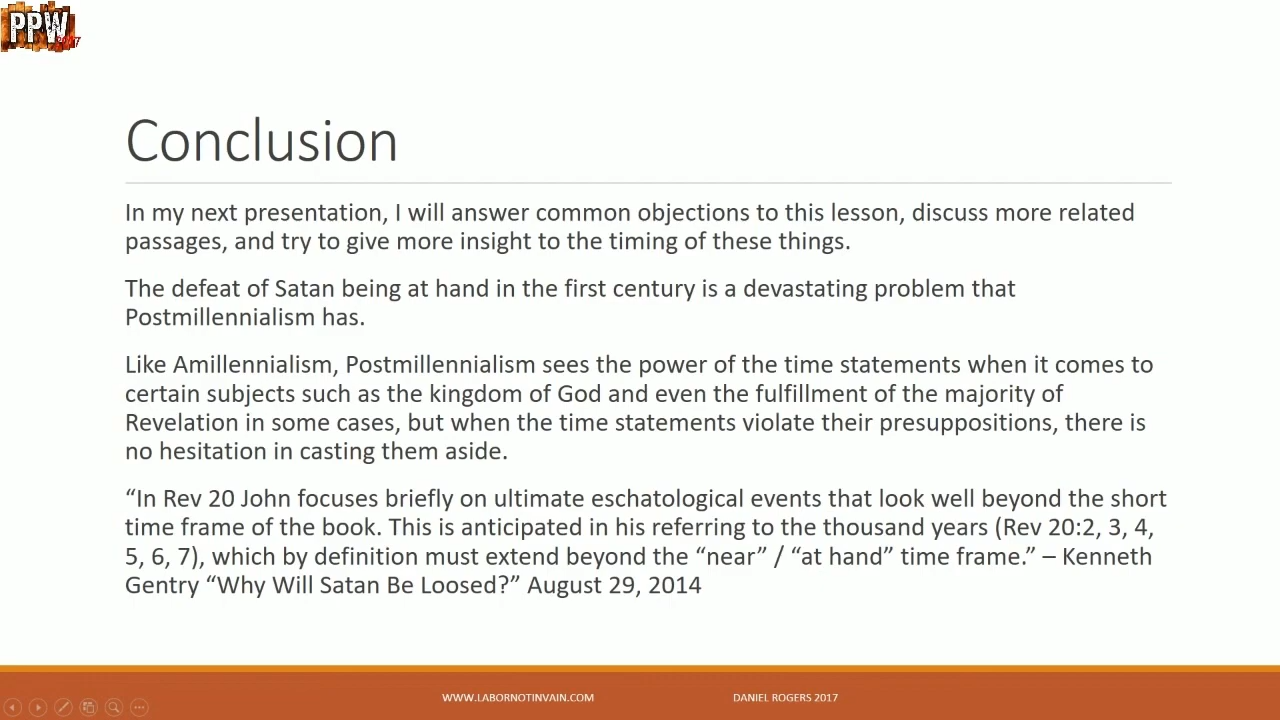 PPW
2017
Conclusion
In my next presentation, I will answer common objections to this lesson, discuss more related
passages, and try to give more insight to the timing of these things.
The defeat of Satan being at hand in the first century is a devastating problem that
Postmillennialism has.
Like Amillennialism, Postmillennialism sees the power of the time statements when it comes to
certain subjects such as the kingdom of God and even the fulfillment of the majority of
Revelation in some cases, but when the time statements violate their presuppositions, there is
no hesitation in casting them aside.
“In Rev 20 John focuses briefly on ultimate eschatological events that look well beyond the short
time frame of the book. This is anticipated in his referring to the thousand years (Rev 20:2, 3, 4,
5, 6, 7), which by definition must extend beyond the “near” / “at hand” time frame.” – Kenneth
Gentry “Why Will Satan Be Loosed?” August 29, 2014
WWW.LABORNOTINVAIN.COM
DANIEL ROGERS 2017